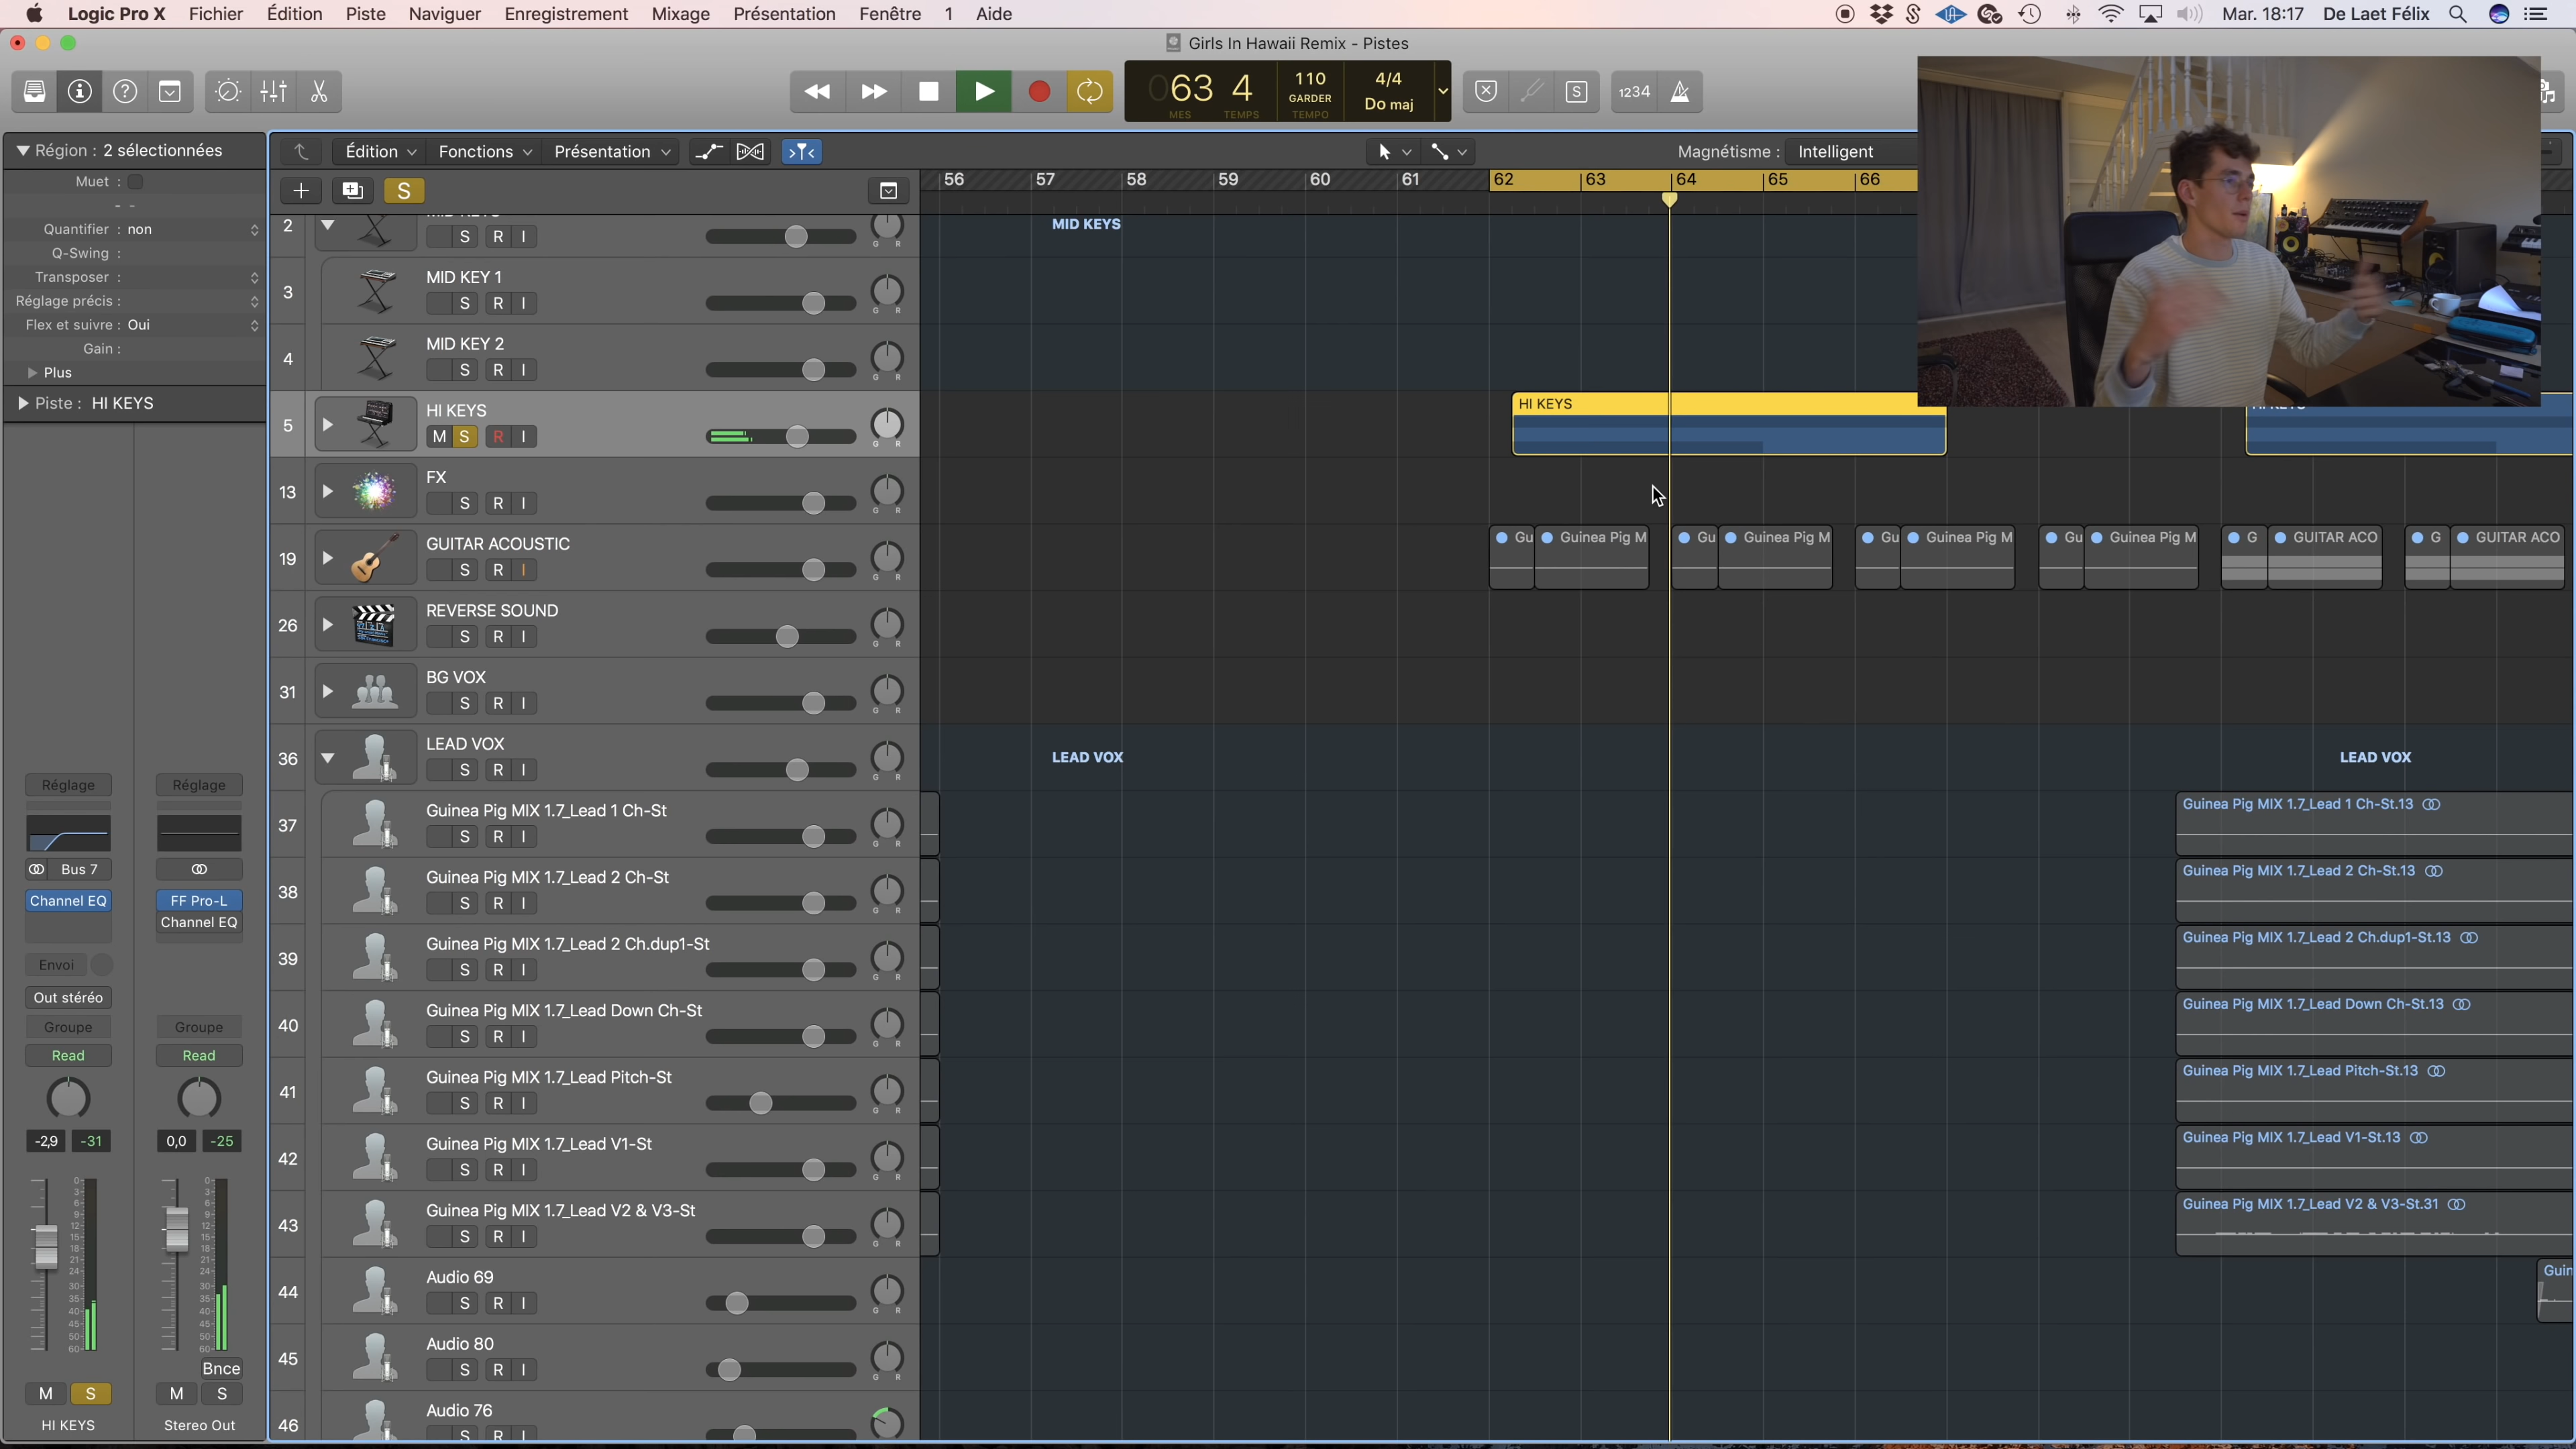 Logic Pro X Fichier Édition Piste Naviguer Enregistrement Mixage Présentation Fenêtre 1 Aide Mar. 18:17 De Laet Félix
Girls In Hawaii Remix - Pistes
063 4 110 4/4
GARDER Do maj
MES TEMPS TEMPO
S 1234
Région : 2 sélectionnées
Édition Fonctions Présentation Magnétisme : Intelligent
Muet :
- -
Quantifier : non
Q-Swing :
Transposer :
Réglage précis :
Flex et suivre : Oui
Gain :
Plus
Piste : HI KEYS
S
56 57 58 59 60 61 62 63 64 65 66
2 S R I MID KEYS
3 MID KEY 1
S R I
4 MID KEY 2
S R I
5 HI KEYS
M S R I
HI KEYS
13 FX
S R I
19 GUITAR ACOUSTIC
S R I
Gu Guinea Pig M Gu Guinea Pig M Gu Guinea Pig M Gu Guinea Pig M G GUITAR ACO G GUITAR ACO
26 REVERSE SOUND
S R I
31 BG VOX
S R I
36 LEAD VOX
S R I
LEAD VOX LEAD VOX
37 Guinea Pig MIX 1.7_Lead 1 Ch-St
S R I
Guinea Pig MIX 1.7_Lead 1 Ch-St.13
38 Guinea Pig MIX 1.7_Lead 2 Ch-St
S R I
Guinea Pig MIX 1.7_Lead 2 Ch-St.13
39 Guinea Pig MIX 1.7_Lead 2 Ch.dup1-St
S R I
Guinea Pig MIX 1.7_Lead 2 Ch.dup1-St.13
40 Guinea Pig MIX 1.7_Lead Down Ch-St
S R I
Guinea Pig MIX 1.7_Lead Down Ch-St.13
41 Guinea Pig MIX 1.7_Lead Pitch-St
S R I
Guinea Pig MIX 1.7_Lead Pitch-St.13
42 Guinea Pig MIX 1.7_Lead V1-St
S R I
Guinea Pig MIX 1.7_Lead V1-St.13
43 Guinea Pig MIX 1.7_Lead V2 & V3-St
S R I
Guinea Pig MIX 1.7_Lead V2 & V3-St.31
44 Audio 69
S R I
Guin
45 Audio 80
S R I
46 Audio 76
S R I
Réglage Réglage
Bus 7
Channel EQ FF Pro-L
Channel EQ
Envoi
Out stéréo
Groupe Groupe
Read Read
-2,9 -31 0,0 -25
Bnce
M S M S
HI KEYS Stereo Out